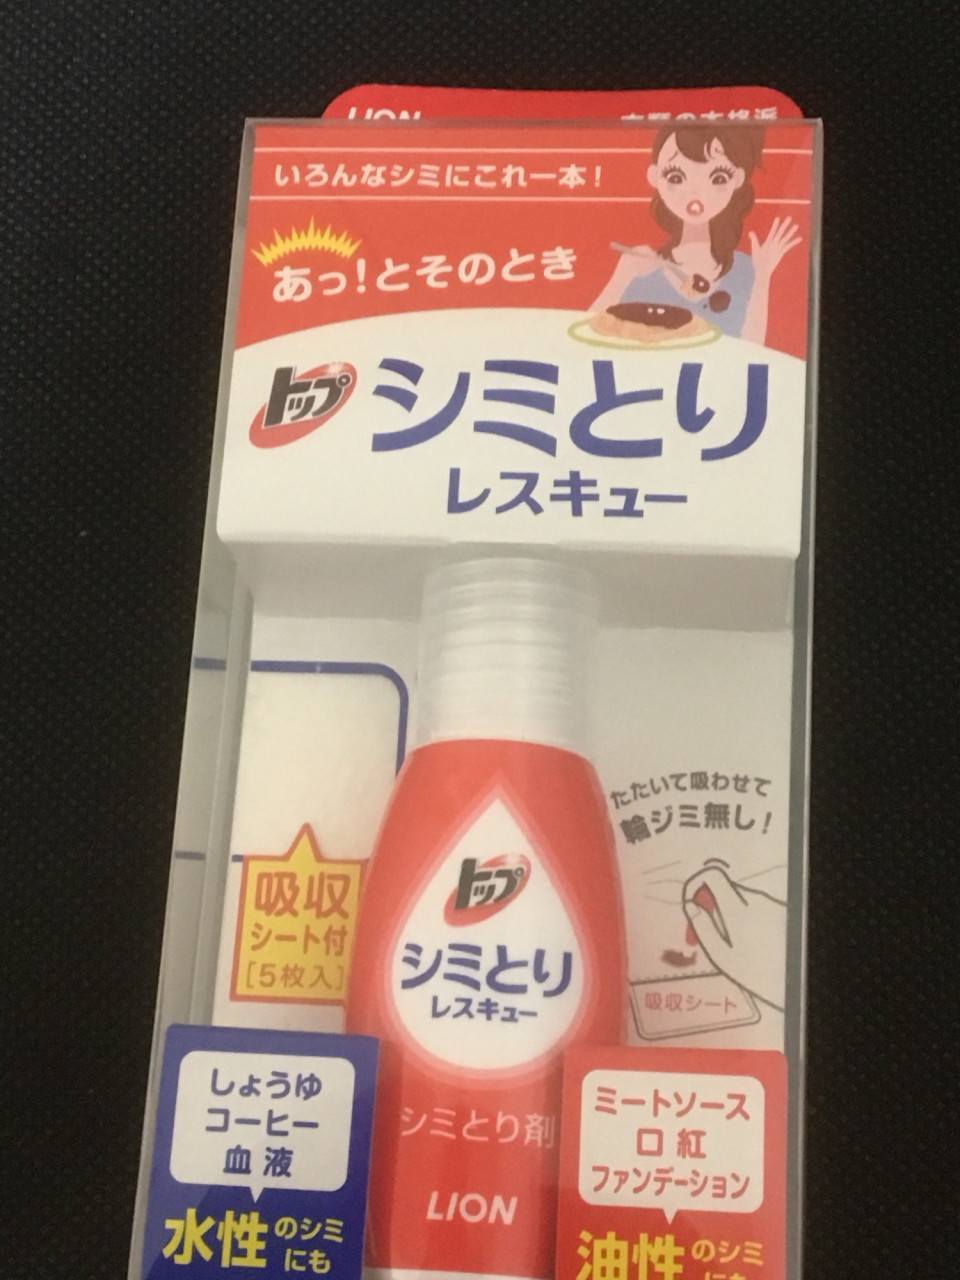 LION
いろんなシミにこれ一本！
あっ！とそのとき
トップ
シミとり
レスキュー
たたいて吸わせて
輪ジミ無し！
吸収
シート付
[5枚入]
トップ
シミとり
レスキュー
吸収シート
シミとり剤
LION
しょうゆ
コーヒー
血液
水性のシミ
にも
ミートソース
口紅
ファンデーション
油性のシミ
にも